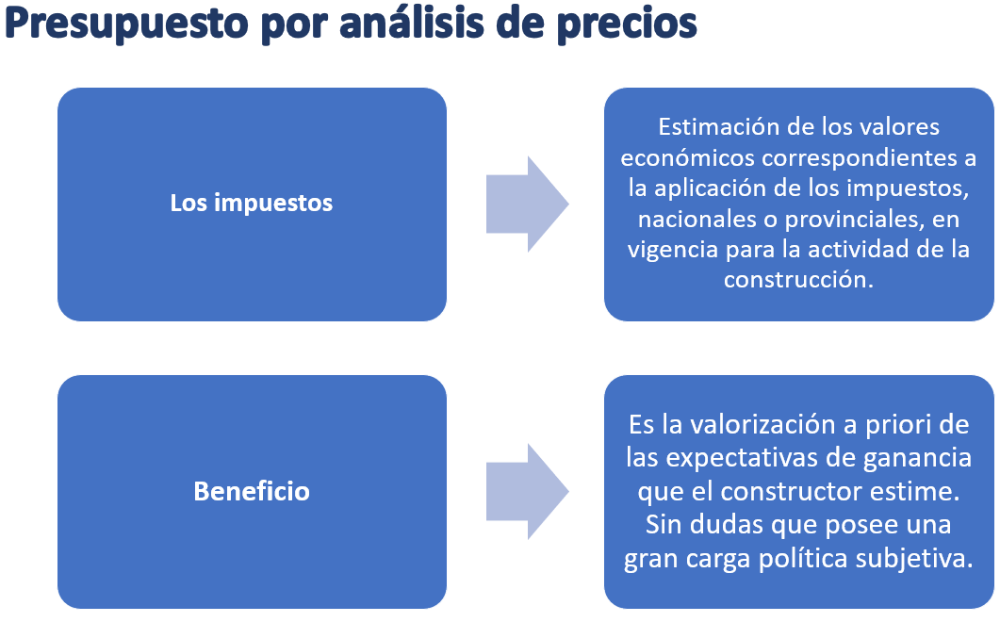 Presupuesto por análisis de precios
Los impuestos
Estimación de los valores
económicos correspondientes a
la aplicación de los impuestos,
nacionales o provinciales, en
vigencia para la actividad de la
construcción.
Beneficio
Es la valorización a priori de
las expectativas de ganancia
que el constructor estime.
Sin dudas que posee una
gran carga política subjetiva.